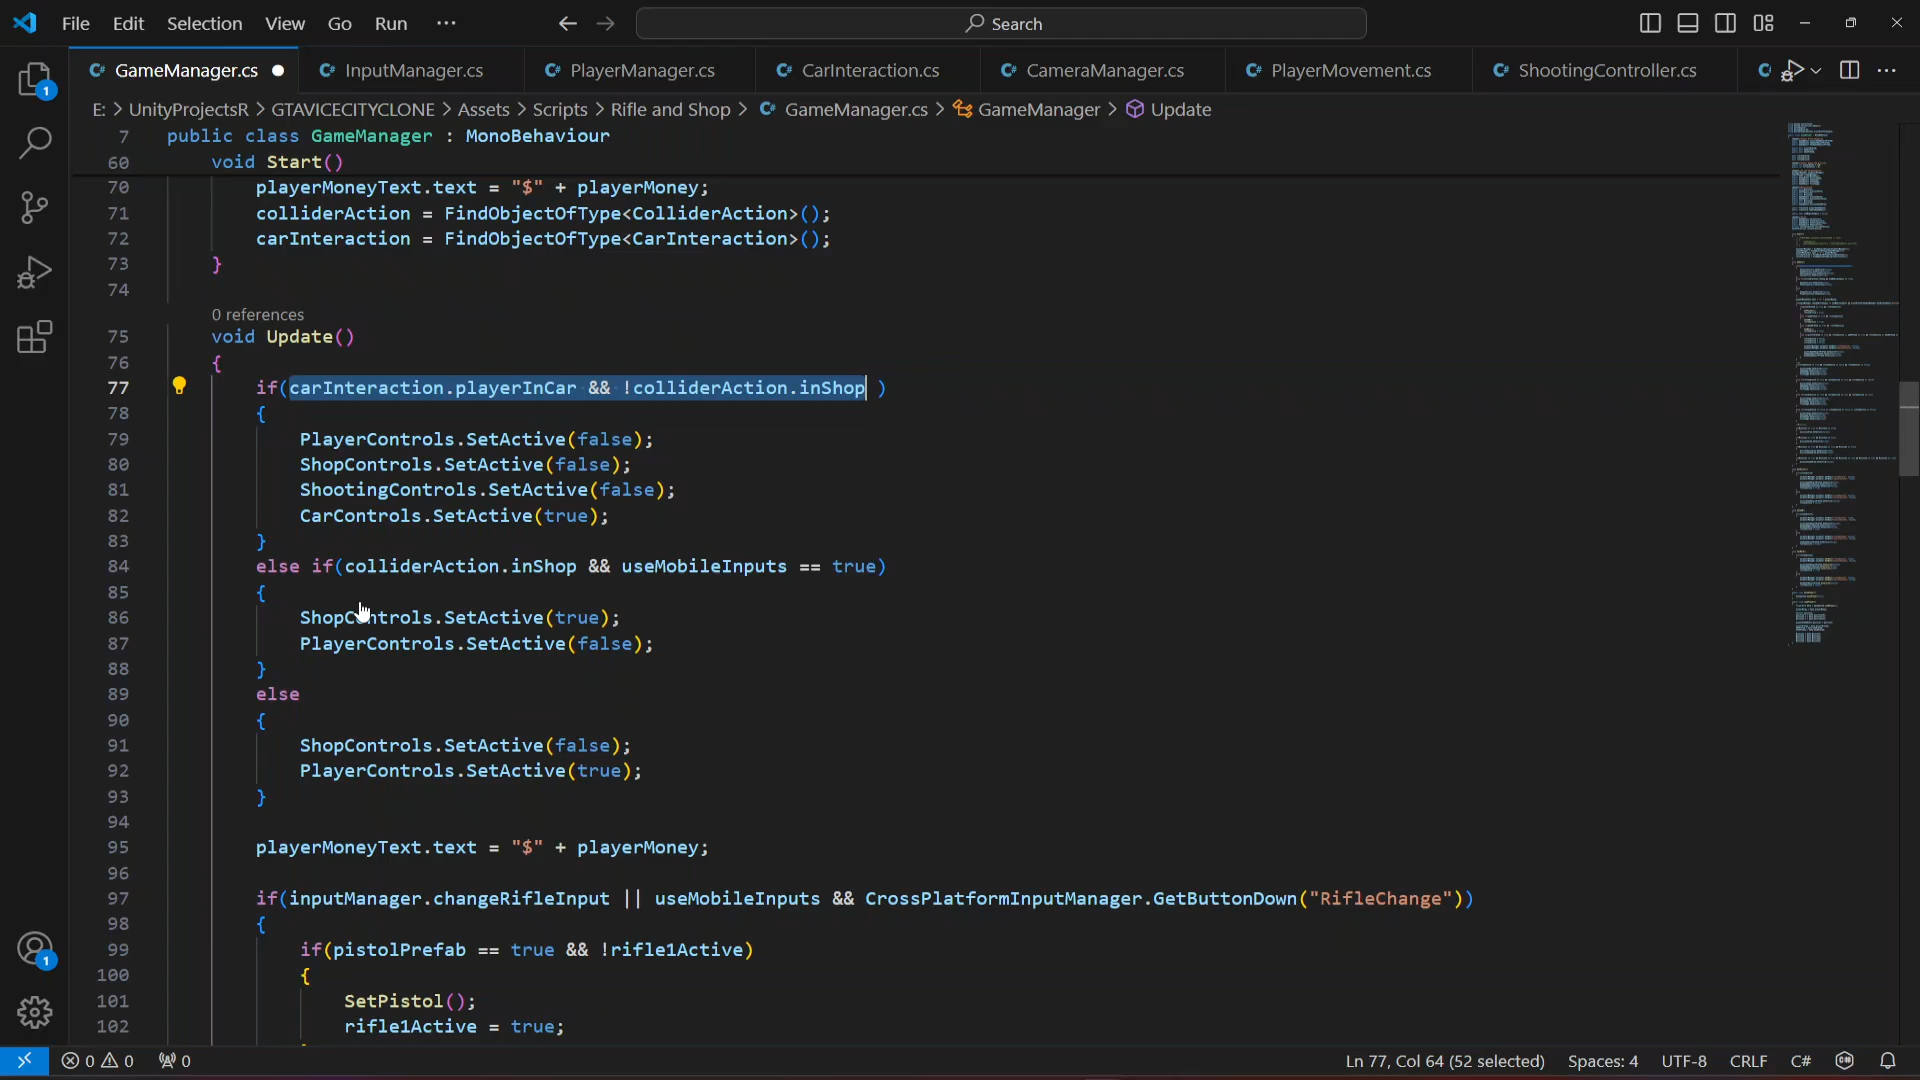 File Edit Selection View Go Run ··· Search
GameManager.cs InputManager.cs PlayerManager.cs CarInteraction.cs CameraManager.cs PlayerMovement.cs ShootingController.cs
E: > UnityProjectsR > GTAVICECITYCLONE > Assets > Scripts > Rifle and Shop > GameManager.cs > GameManager > Update
7 public class GameManager : MonoBehaviour
60 void Start()
70 playerMoneyText.text = "$" + playerMoney;
71 colliderAction = FindObjectOfType<ColliderAction>();
72 carInteraction = FindObjectOfType<CarInteraction>();
73 }
74
0 references
75 void Update()
76 {
77 if(carInteraction.playerInCar && !colliderAction.inShop )
78 {
79 PlayerControls.SetActive(false);
80 ShopControls.SetActive(false);
81 ShootingControls.SetActive(false);
82 CarControls.SetActive(true);
83 }
84 else if(colliderAction.inShop && useMobileInputs == true)
85 {
86 ShopControls.SetActive(true);
87 PlayerControls.SetActive(false);
88 }
89 else
90 {
91 ShopControls.SetActive(false);
92 PlayerControls.SetActive(true);
93 }
94
95 playerMoneyText.text = "$" + playerMoney;
96
97 if(inputManager.changeRifleInput || useMobileInputs && CrossPlatformInputManager.GetButtonDown("RifleChange"))
98 {
99 if(pistolPrefab == true && !rifle1Active)
100 {
101 SetPistol();
102 rifle1Active = true;
1
1
0 0 0 Ln 77, Col 64 (52 selected) Spaces: 4 UTF-8 CRLF C#